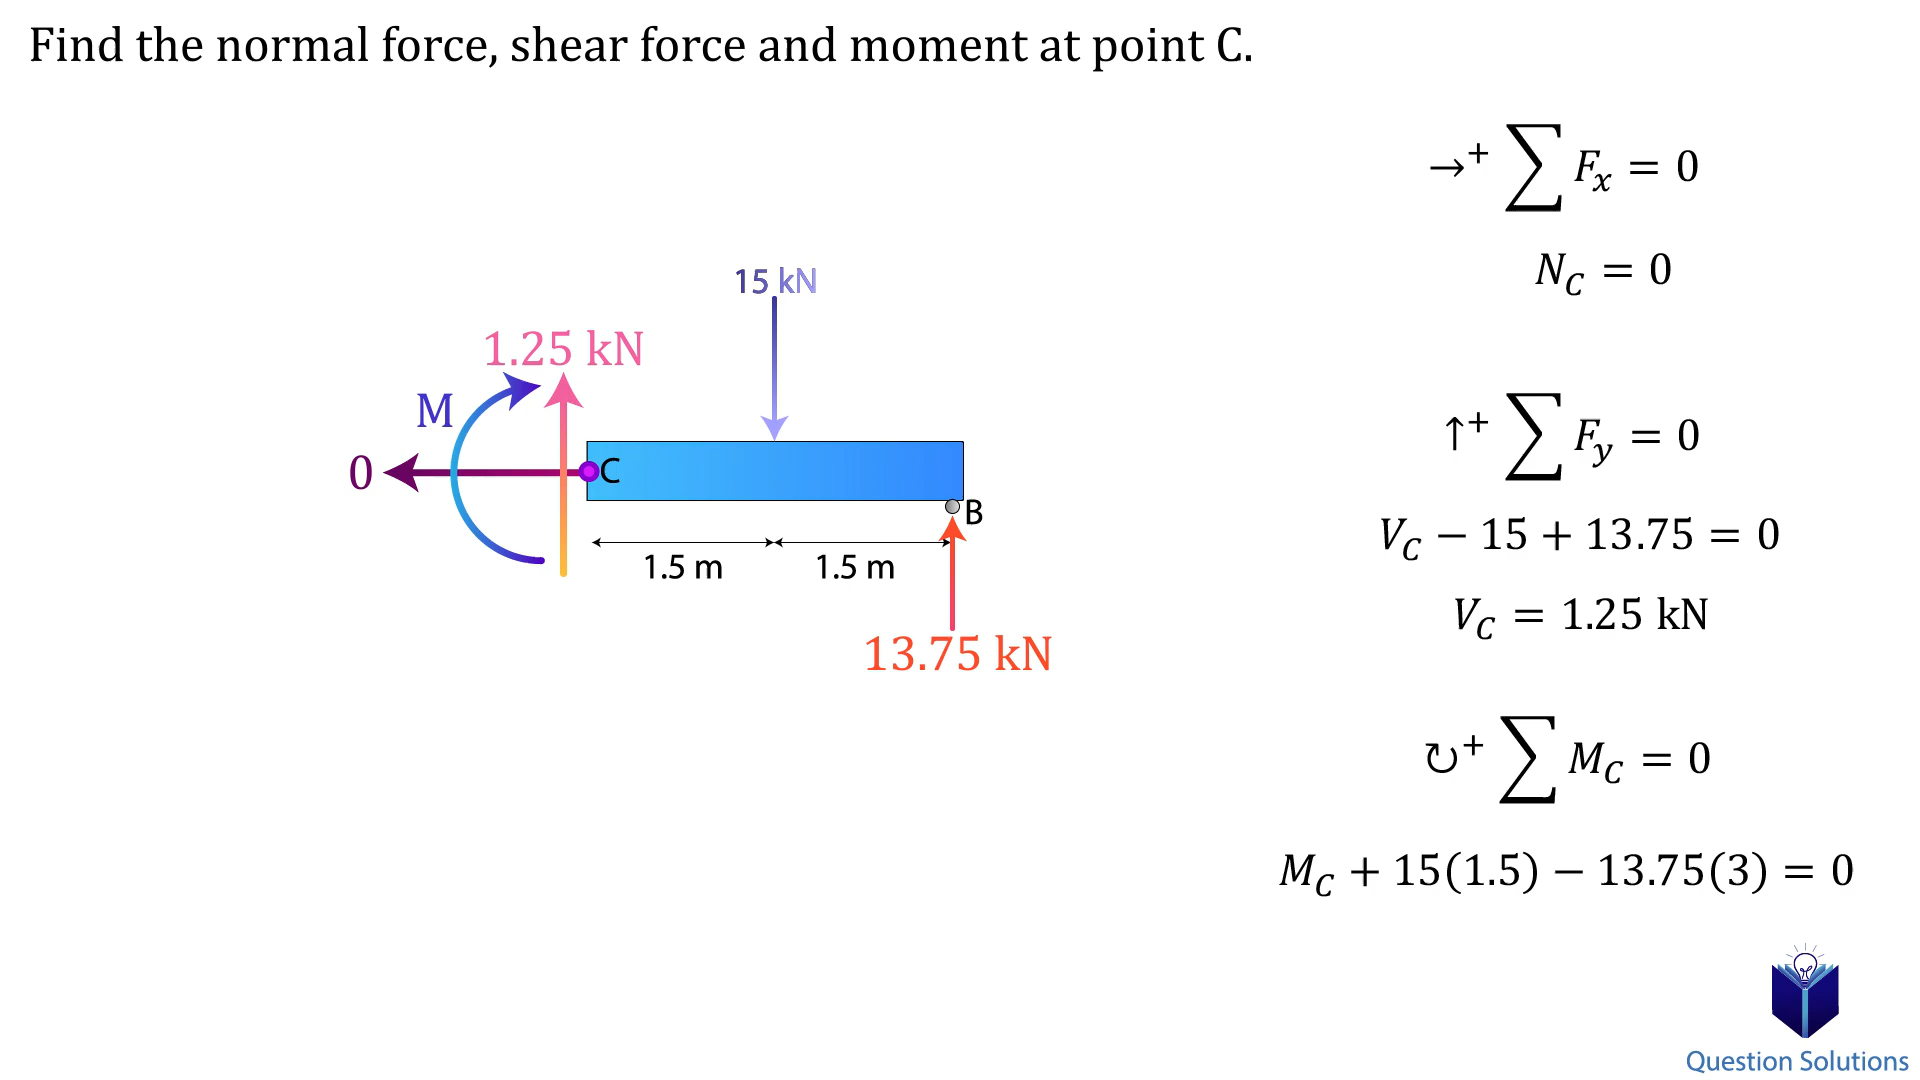 Find the normal force, shear force and moment at point C.
→⁺ ∑ Fₓ = 0
N_C = 0
15 kN
1.25 kN
M
0
C
B
1.5 m 1.5 m
13.75 kN
↑⁺ ∑ F_y = 0
V_C − 15 + 13.75 = 0
V_C = 1.25 kN
↻⁺ ∑ M_C = 0
M_C + 15(1.5) − 13.75(3) = 0
Question Solutions